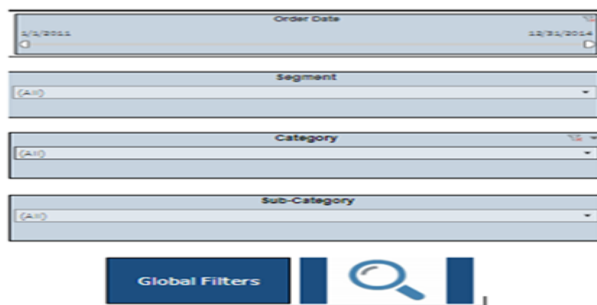 Order Date
1/1/2011 12/31/2014
Segment
(All)
Category
(All)
Sub-Category
(All)
Global Filters